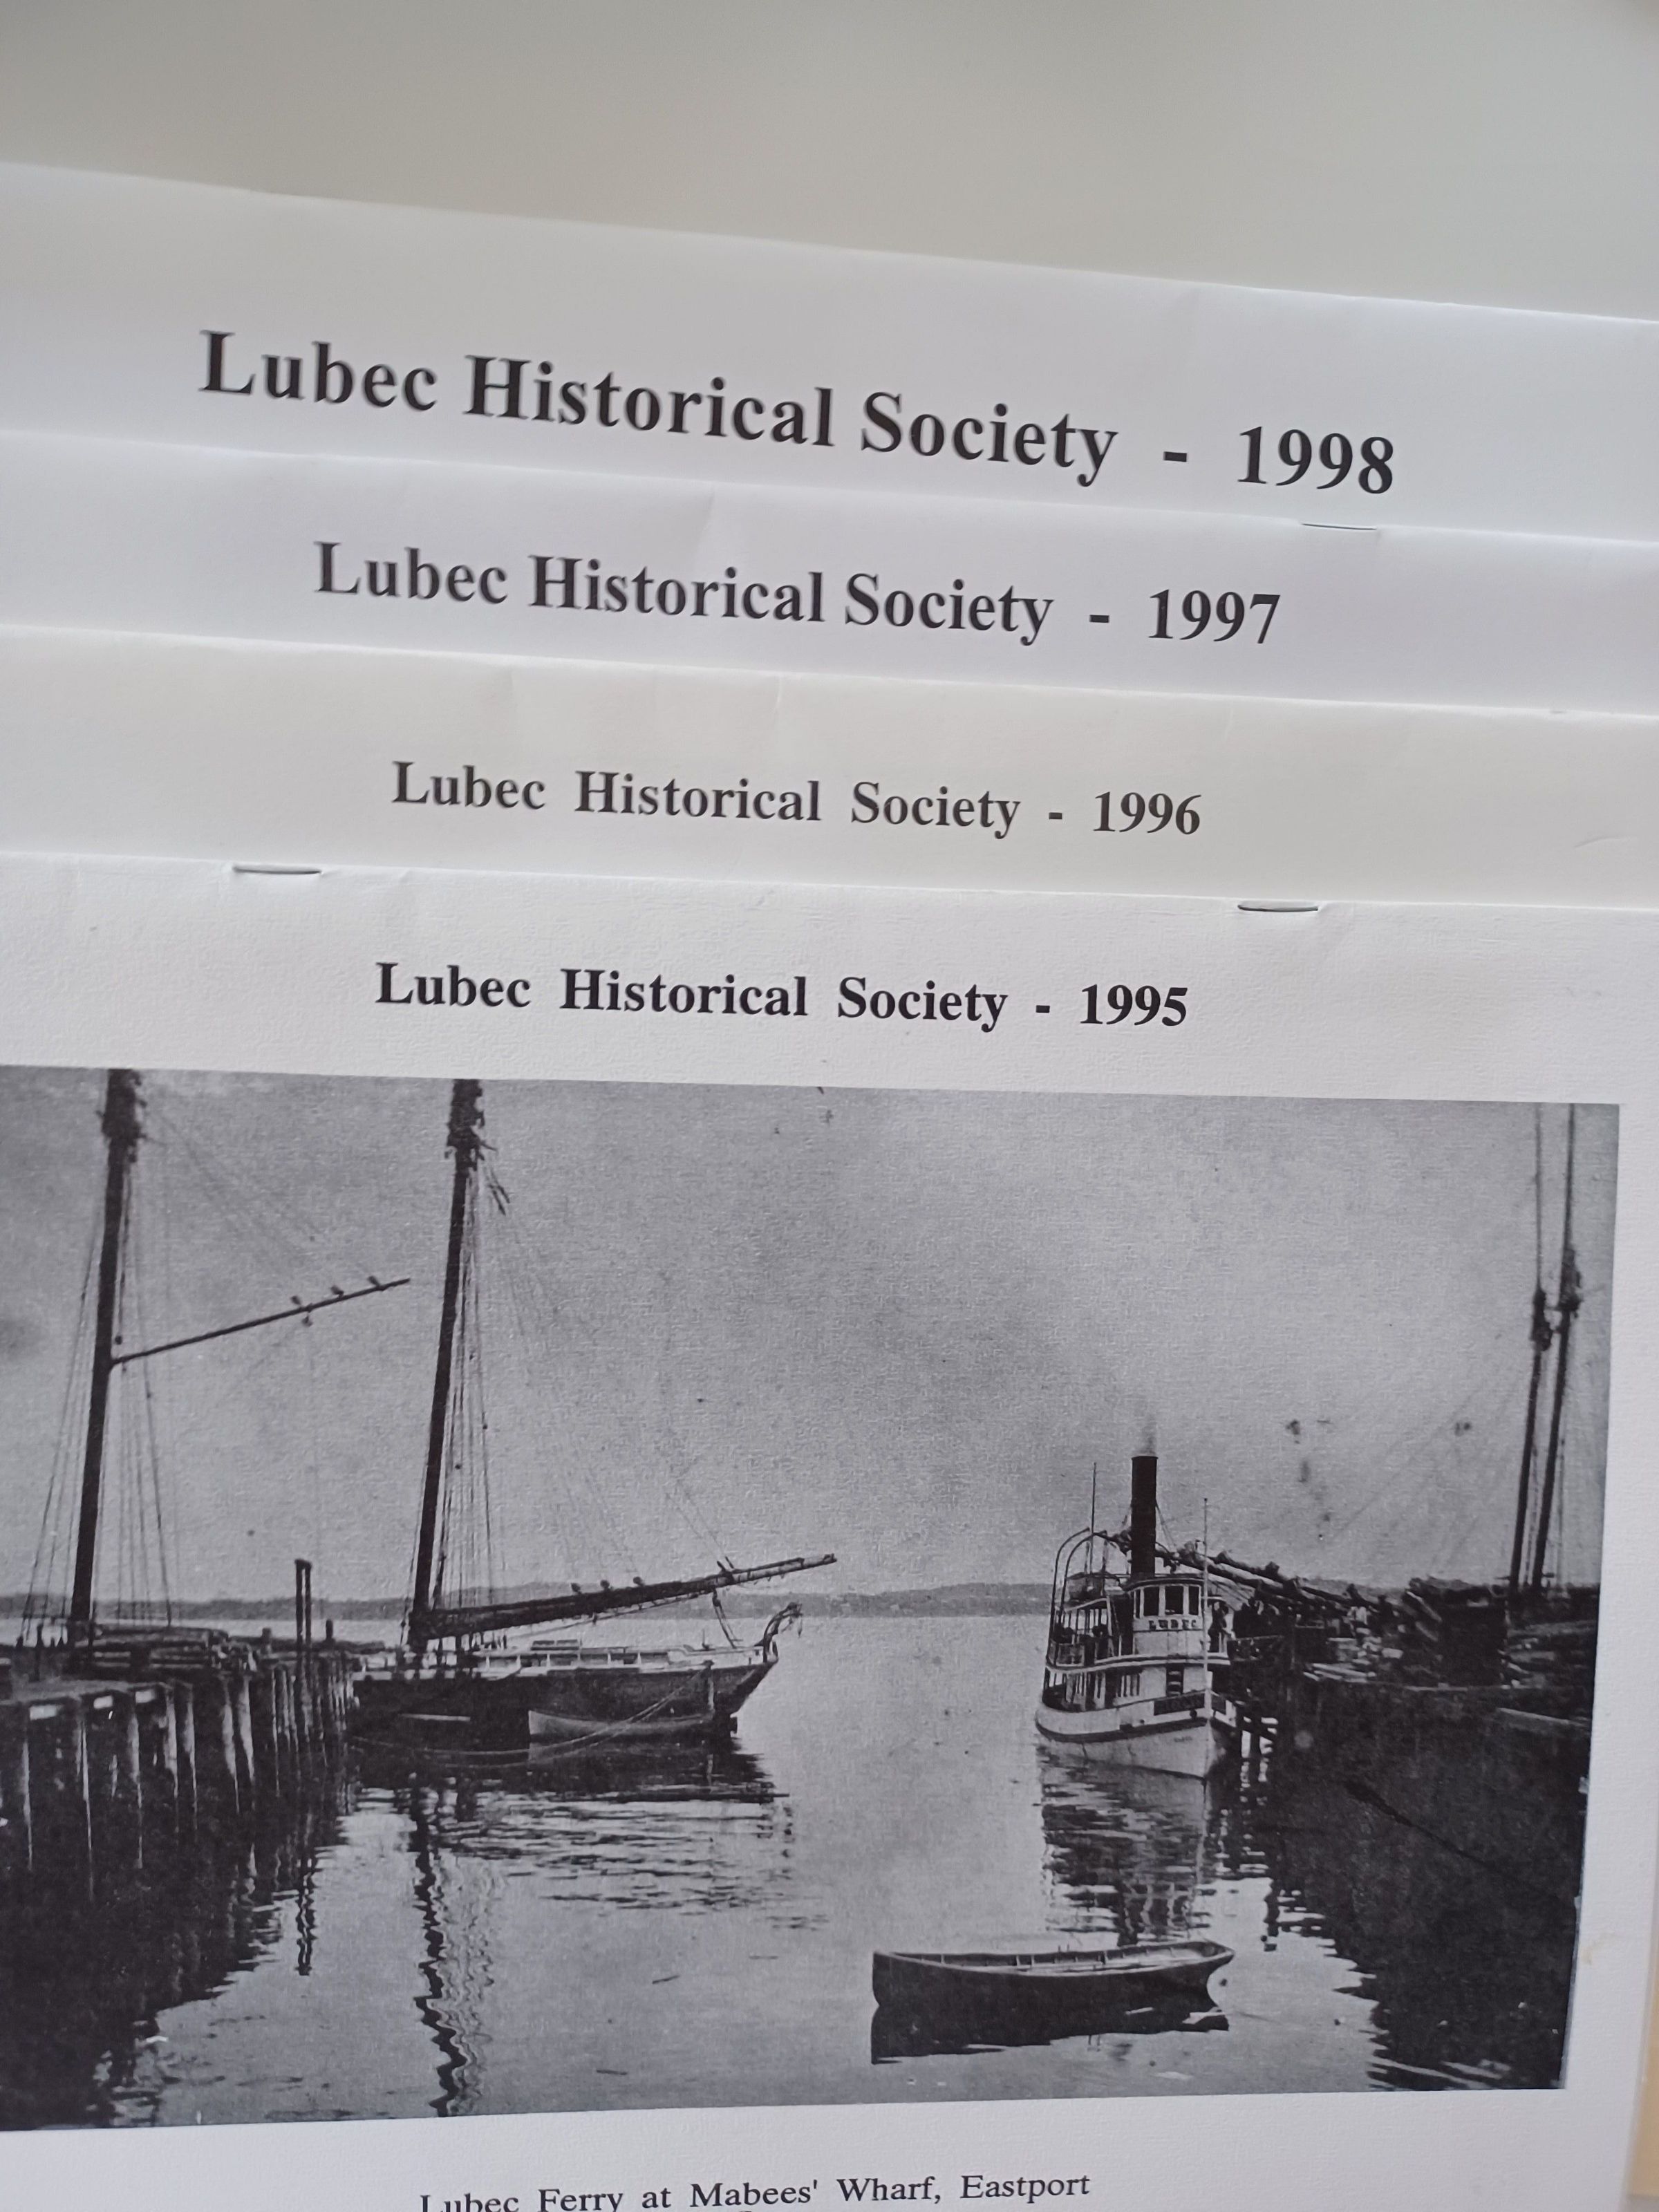 Lubec Historical Society - 1998
Lubec Historical Society - 1997
Lubec Historical Society - 1996
Lubec Historical Society - 1995
LUBEC
Lubec Ferry at Mabees' Wharf, Eastport